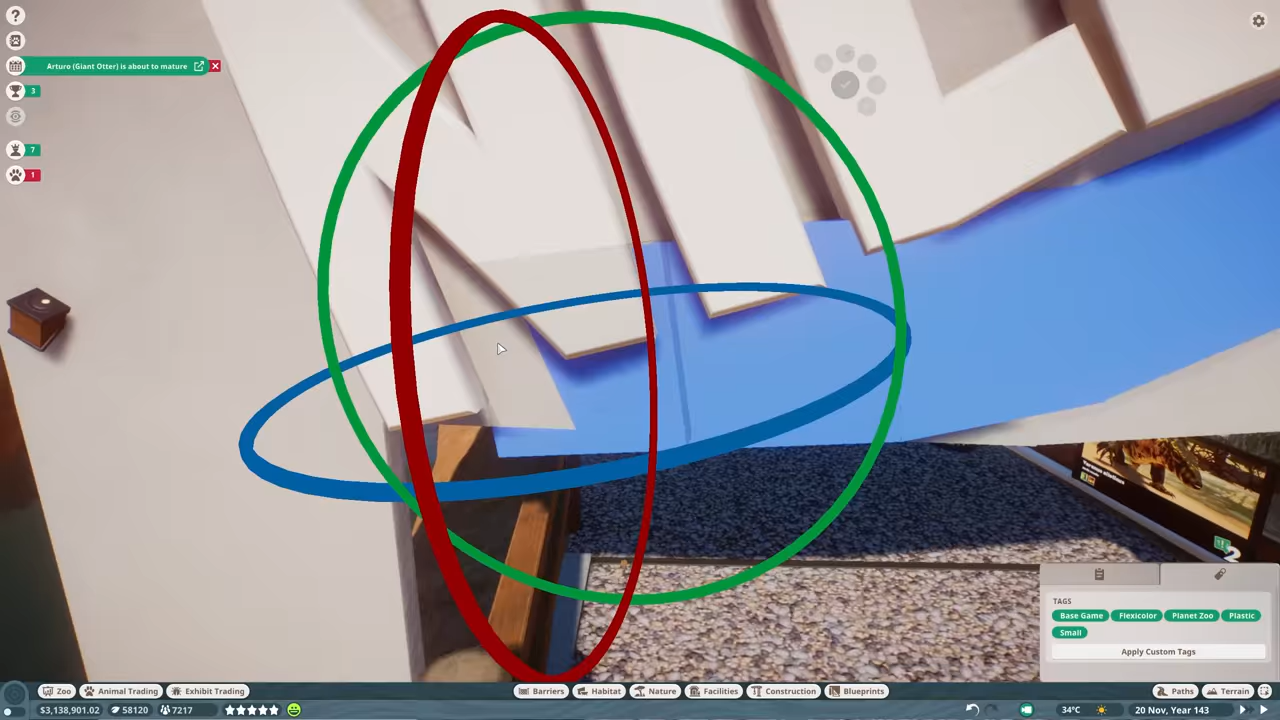 ?
Arturo (Giant Otter) is about to mature
3
7
1
2
TAGS
Base Game Flexicolor Planet Zoo Plastic
Small
Apply Custom Tags
Zoo Animal Trading Exhibit Trading Barriers Habitat Nature Facilities Construction Blueprints Paths Terrain
$3,138,901.02 58120 7217 34°C 20 Nov, Year 143